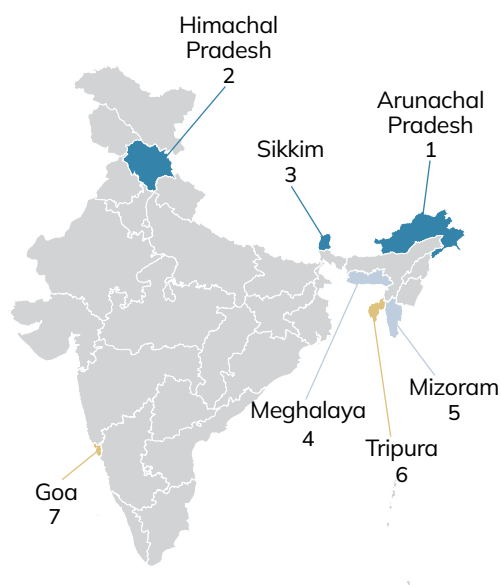 Himachal
Pradesh
2
Arunachal
Pradesh
1
Sikkim
3
Meghalaya
4
Mizoram
5
Tripura
6
Goa
7